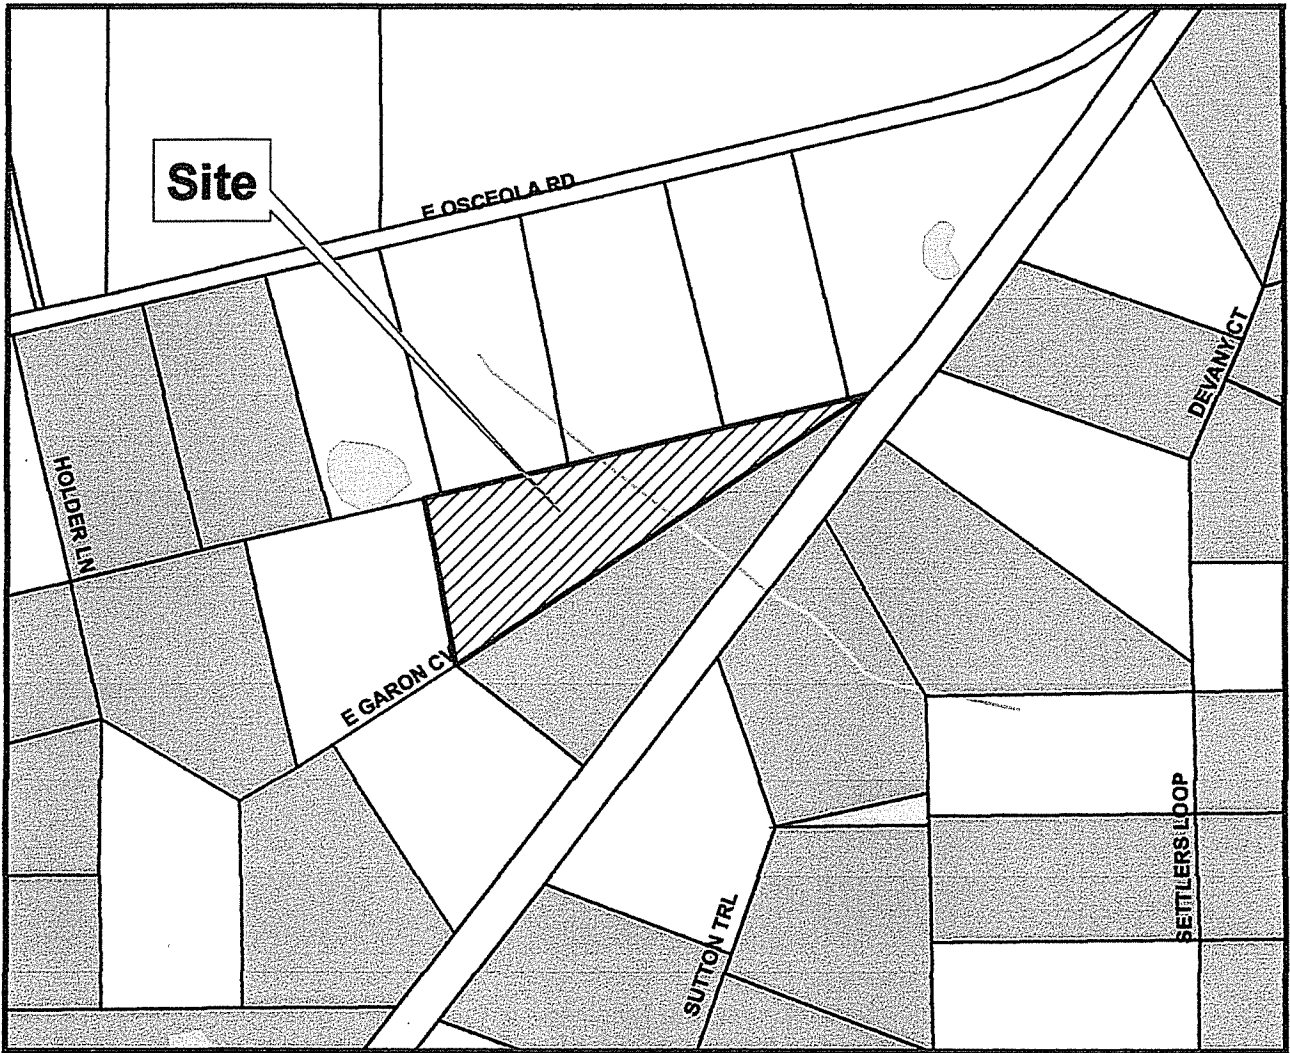 Site
E OSCEOLA RD
DEVANY CT
HOLDER LN
E GARON CV
SETTLERS LOOP
SUTTON TRL